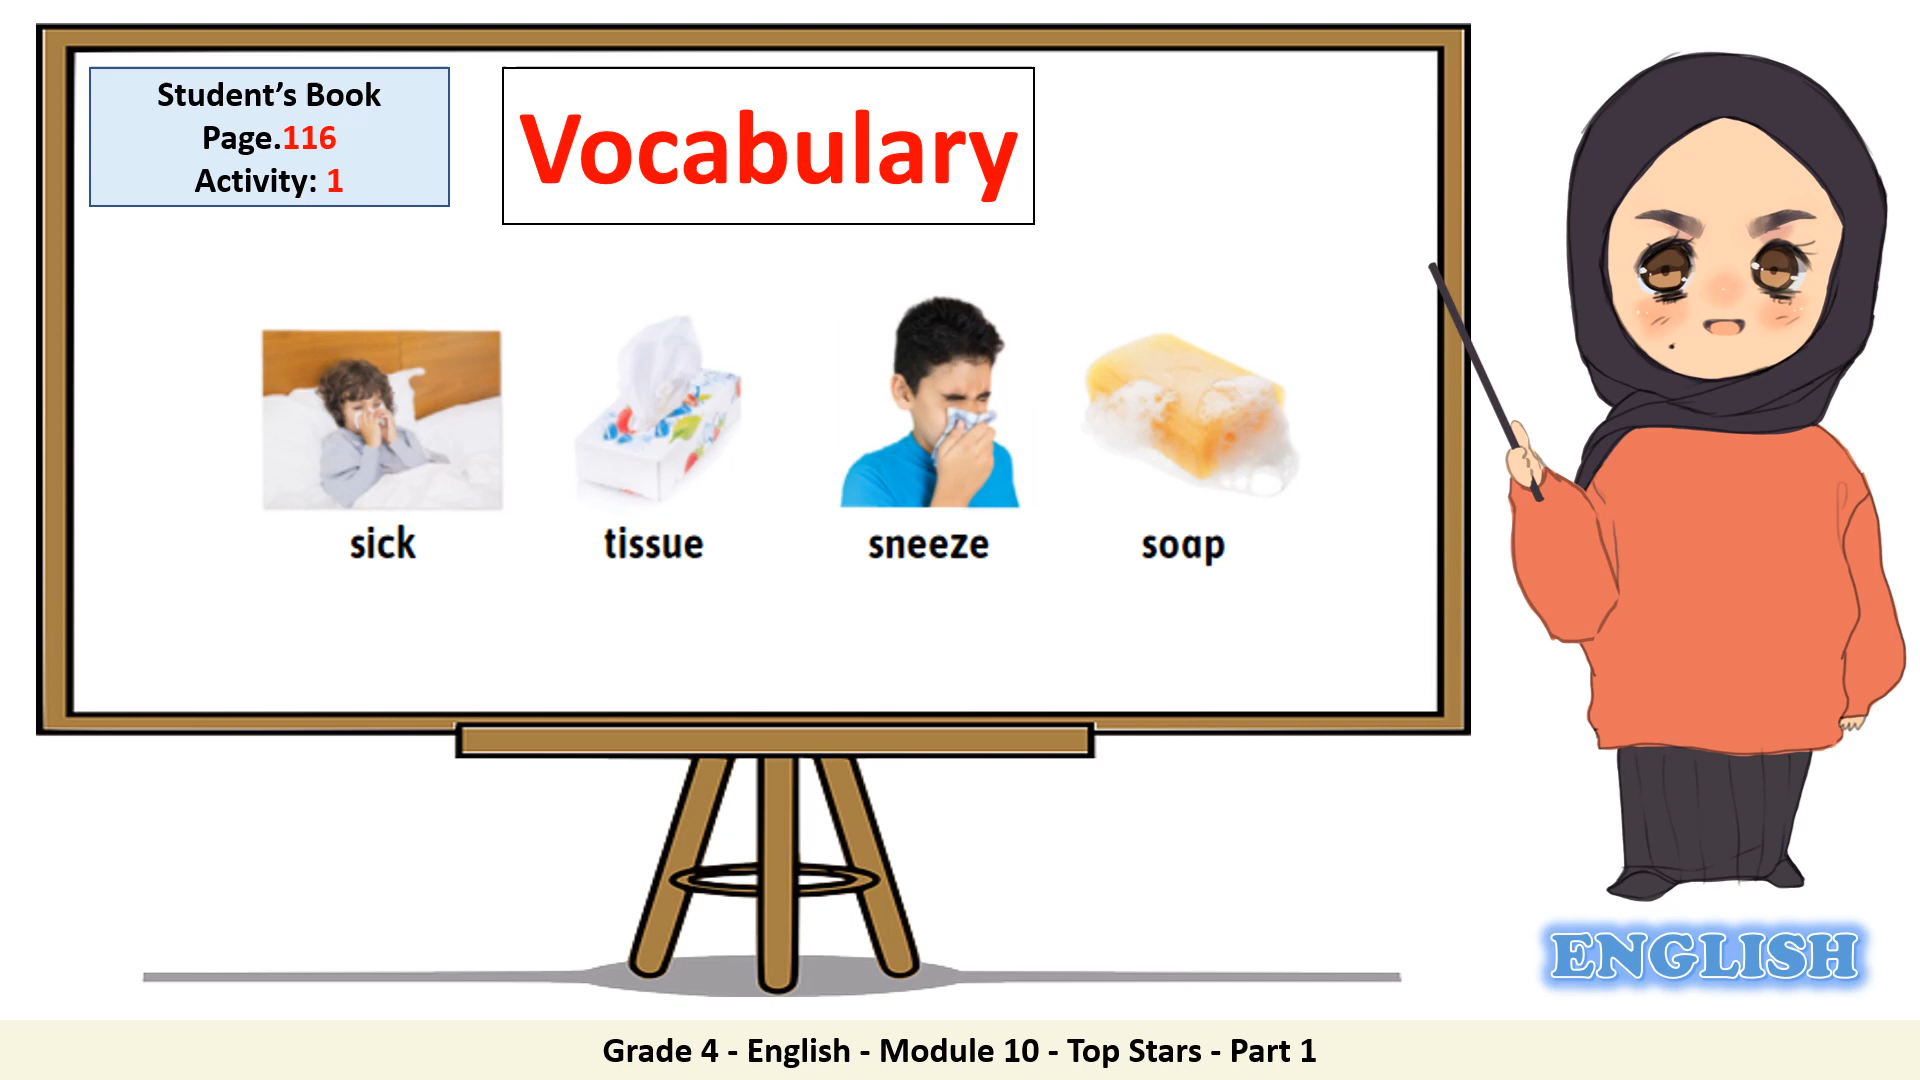 Student’s Book
Page.116
Activity: 1
Vocabulary
sick
tissue
sneeze
soap
ENGLISH
Grade 4 - English - Module 10 - Top Stars - Part 1